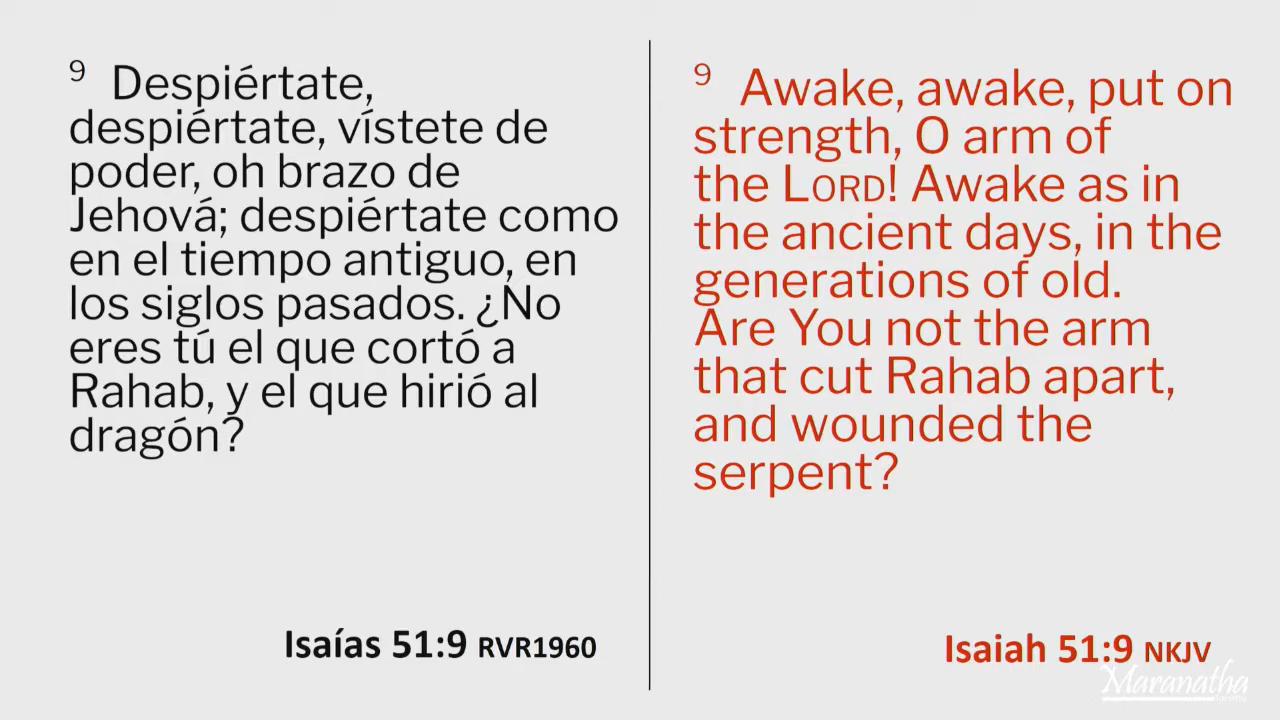 9 Despiértate,
despiértate, vístete de
poder, oh brazo de
Jehová; despiértate como
en el tiempo antiguo, en
los siglos pasados. ¿No
eres tú el que cortó a
Rahab, y el que hirió al
dragón?
Isaías 51:9 RVR1960
9 Awake, awake, put on
strength, O arm of
the LORD! Awake as in
the ancient days, in the
generations of old.
Are You not the arm
that cut Rahab apart,
and wounded the
serpent?
Isaiah 51:9 NKJV
Maranatha